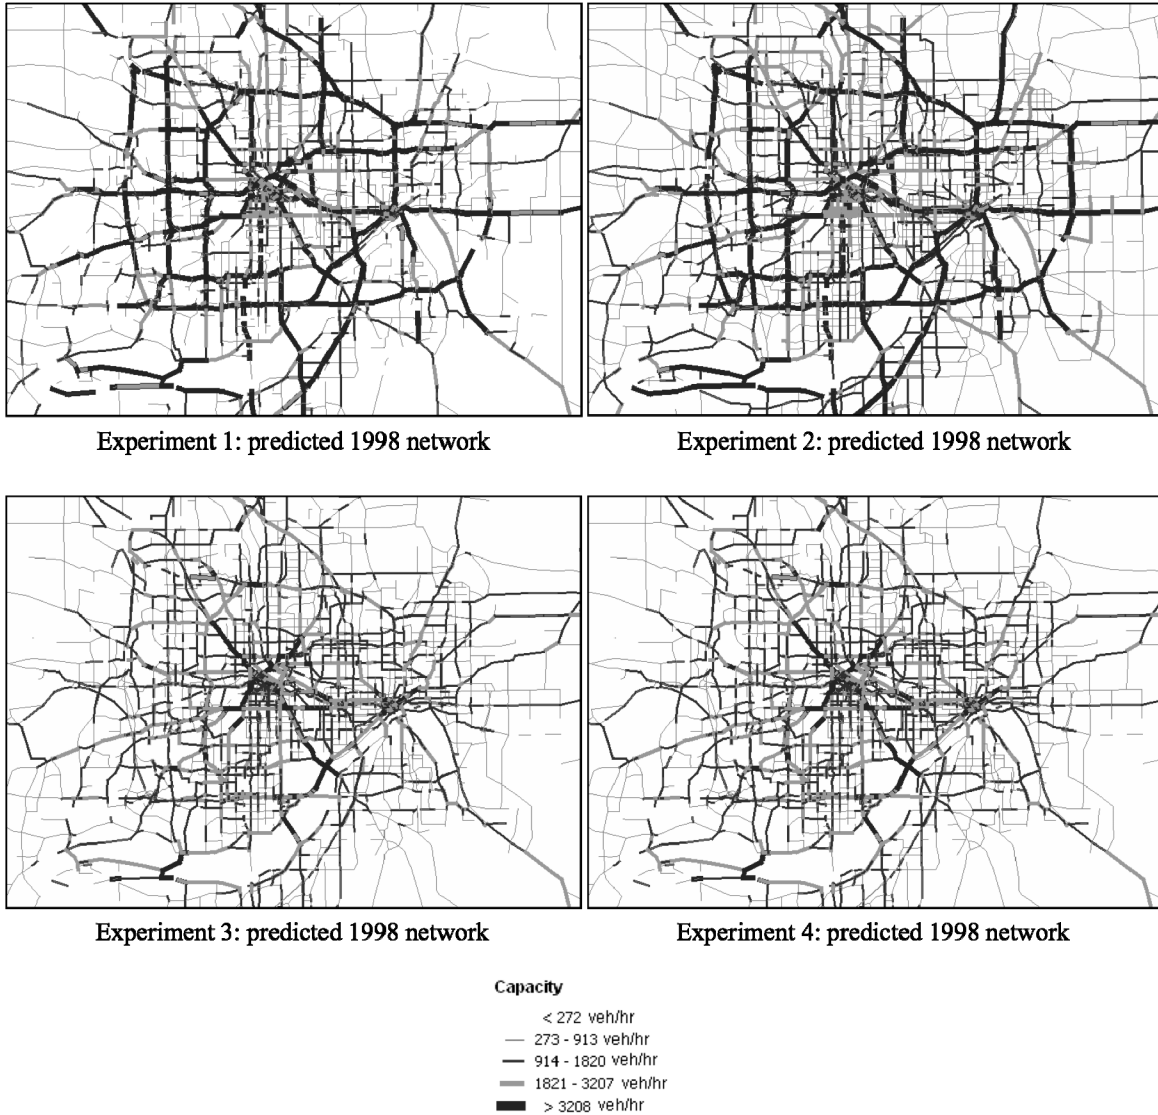 Experiment 1: predicted 1998 network
Experiment 2: predicted 1998 network
Experiment 3: predicted 1998 network
Experiment 4: predicted 1998 network
Capacity
< 272 veh/hr
273 - 913 veh/hr
914 - 1820 veh/hr
1821 - 3207 veh/hr
> 3208 veh/hr